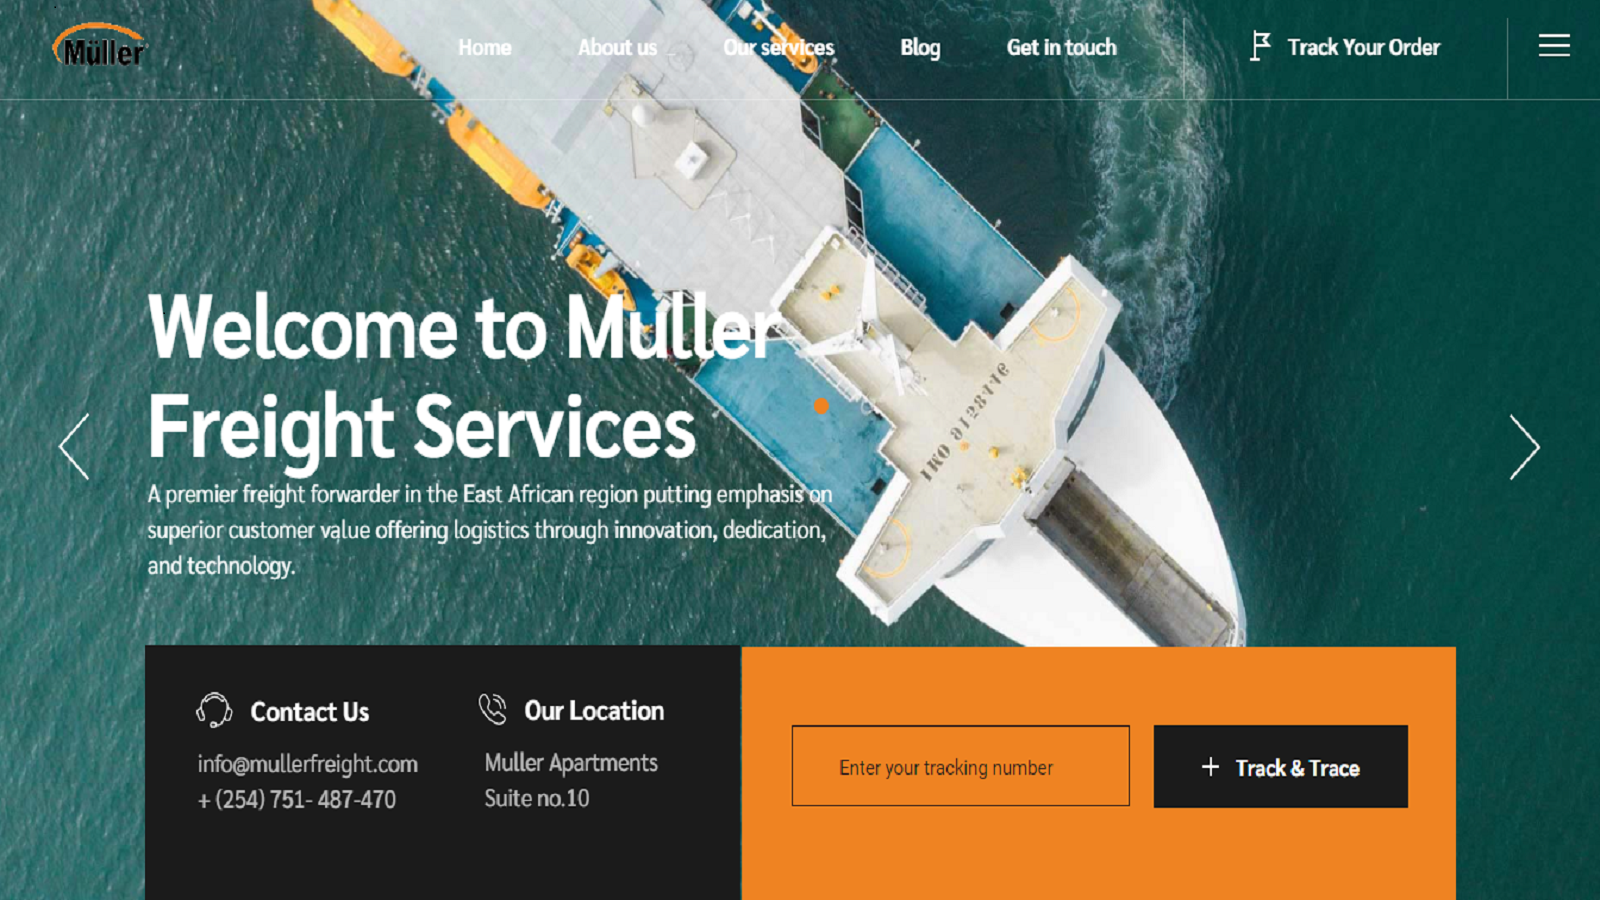 Müller
Home
About us
Our services
Blog
Get in touch
Track Your Order
Welcome to Muller
Freight Services
A premier freight forwarder in the East African region putting emphasis on
superior customer value offering logistics through innovation, dedication,
and technology.
IMO 9128116
Contact Us
info@mullerfreight.com
+ (254) 751- 487-470
Our Location
Muller Apartments
Suite no.10
Enter your tracking number
+ Track & Trace